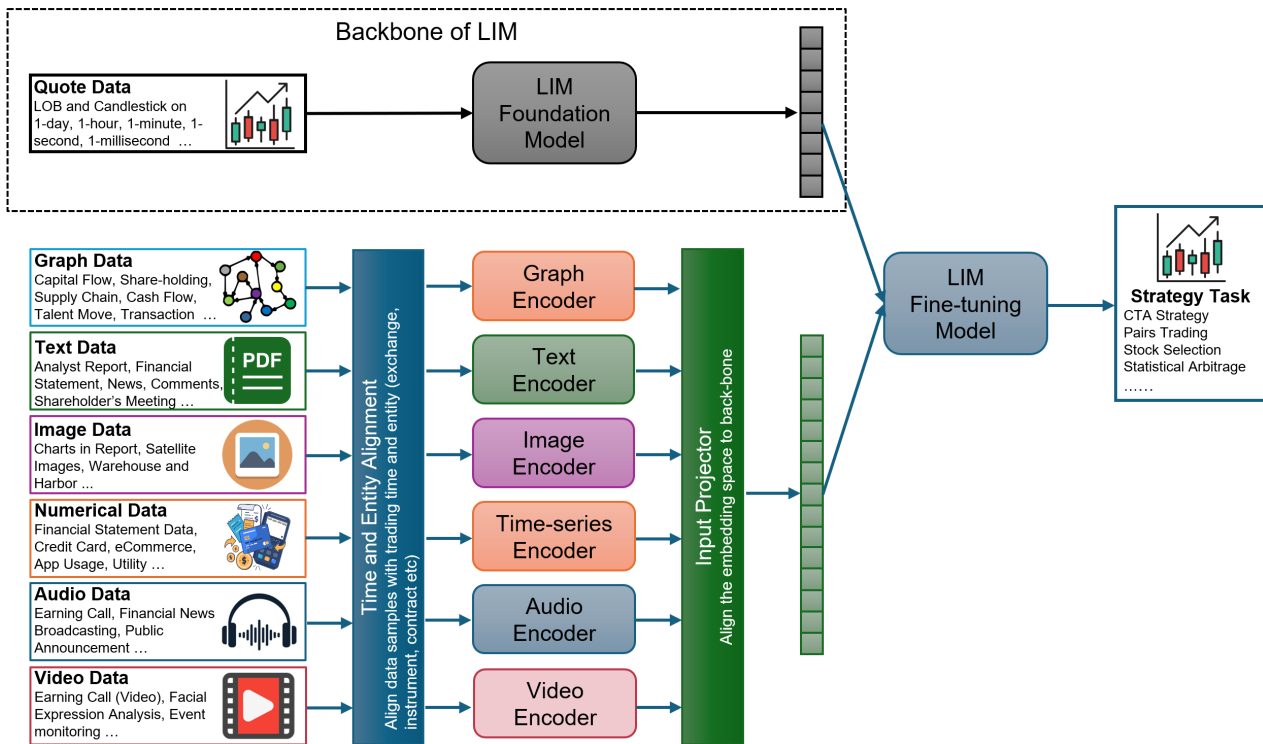 Backbone of LIM
Quote Data
LOB and Candlestick on
1-day, 1-hour, 1-minute, 1-
second, 1-millisecond …
LIM
Foundation
Model
Graph Data
Capital Flow, Share-holding,
Supply Chain, Cash Flow,
Talent Move, Transaction …
Text Data
Analyst Report, Financial
Statement, News, Comments,
Shareholder's Meeting …
PDF
Image Data
Charts in Report, Satellite
Images, Warehouse and
Harbor ...
Numerical Data
Financial Statement Data,
Credit Card, eCommerce,
App Usage, Utility …
Audio Data
Earning Call, Financial News
Broadcasting, Public
Announcement …
Video Data
Earning Call (Video), Facial
Expression Analysis, Event
monitoring …
Time and Entity Alignment
Align data samples with trading time and entity (exchange,
instrument, contract etc)
Graph
Encoder
Text
Encoder
Image
Encoder
Time-series
Encoder
Audio
Encoder
Video
Encoder
Input Projector
Align the embedding space to back-bone
LIM
Fine-tuning
Model
Strategy Task
CTA Strategy
Pairs Trading
Stock Selection
Statistical Arbitrage
……